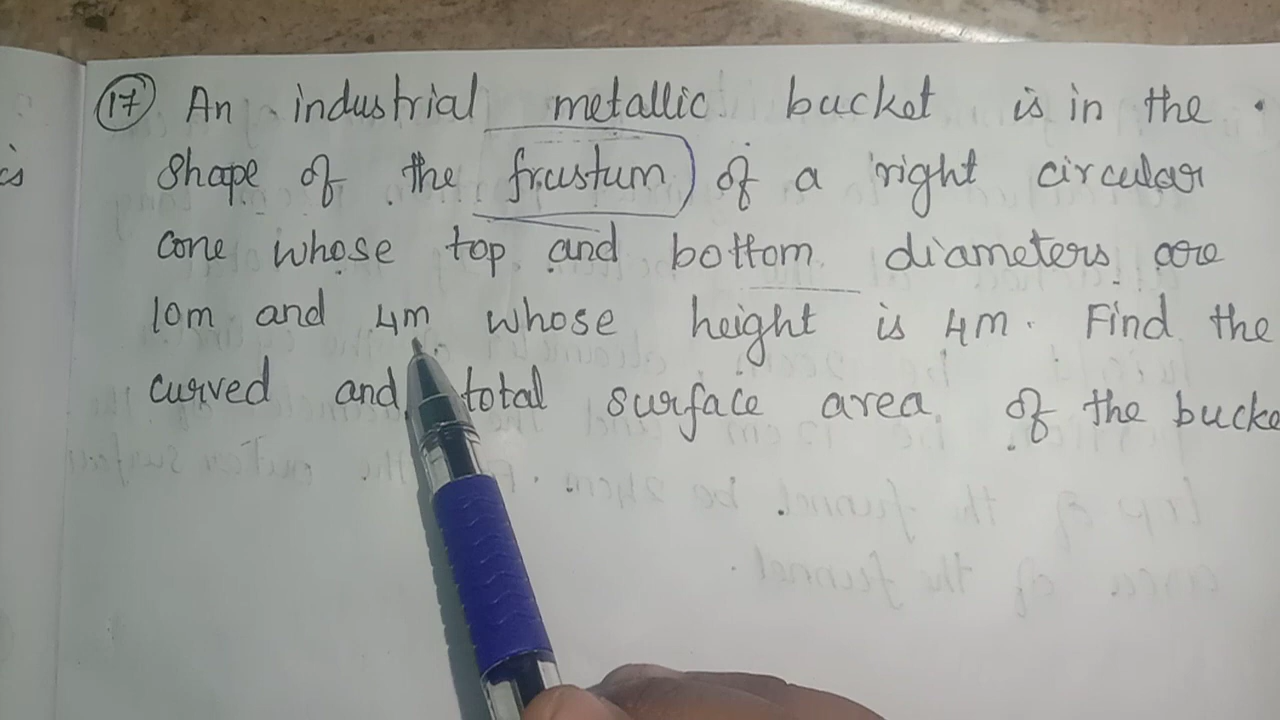 17 An industrial metallic bucket is in the
shape of the frustum of a right circular
is
cone whose top and bottom diameters are
10m and 4m whose height is 4m. Find the
curved and total surface area of the bucke